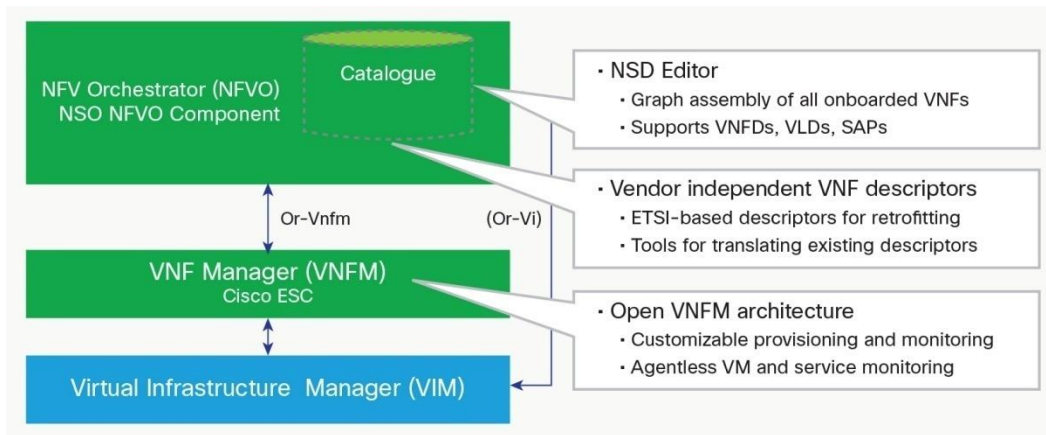 NFV Orchestrator (NFVO)
NSO NFVO Component
Catalogue
▪ NSD Editor
▪ Graph assembly of all onboarded VNFs
▪ Supports VNFDs, VLDs, SAPs
▪ Vendor independent VNF descriptors
▪ ETSI-based descriptors for retrofitting
▪ Tools for translating existing descriptors
Or-Vnfm
(Or-Vi)
VNF Manager (VNFM)
Cisco ESC
▪ Open VNFM architecture
▪ Customizable provisioning and monitoring
▪ Agentless VM and service monitoring
Virtual Infrastructure Manager (VIM)